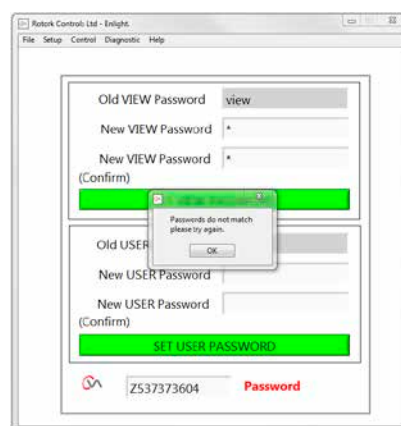 Rotork Controls Ltd - Enlight.
File Setup Control Diagnostic Help
Old VIEW Password view
New VIEW Password *
New VIEW Password *
(Confirm)
Passwords do not match
please try again.
OK
Old USER
New USER Password
New USER Password
(Confirm)
SET USER PASSWORD
Z537373604 Password